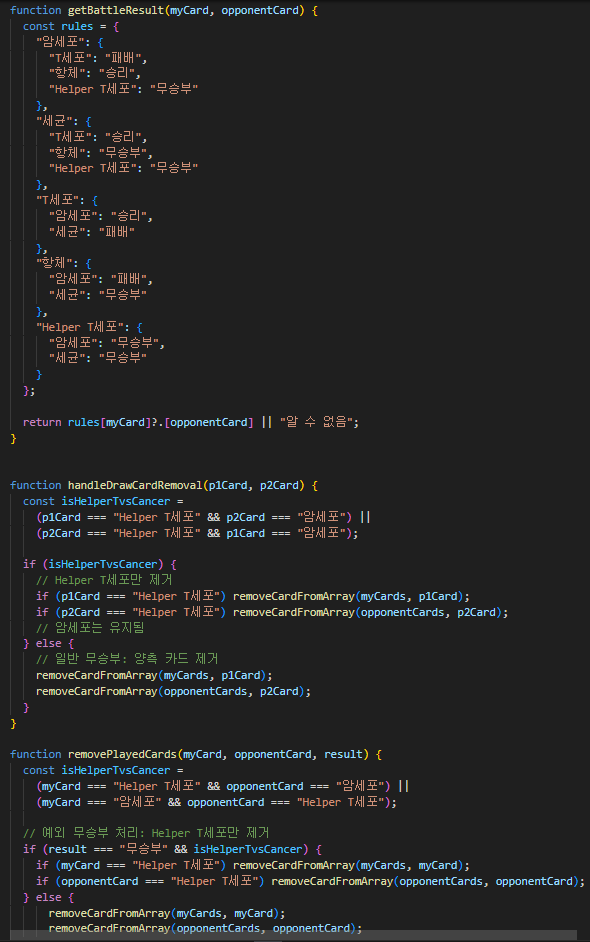 function getBattleResult(myCard, opponentCard) {
  const rules = {
    "암세포": {
      "T세포": "패배",
      "항체": "승리",
      "Helper T세포": "무승부"
    },
    "세균": {
      "T세포": "승리",
      "항체": "무승부",
      "Helper T세포": "무승부"
    },
    "T세포": {
      "암세포": "승리",
      "세균": "패배"
    },
    "항체": {
      "암세포": "패배",
      "세균": "무승부"
    },
    "Helper T세포": {
      "암세포": "무승부",
      "세균": "무승부"
    }
  };

  return rules[myCard]?.[opponentCard] || "알 수 없음";
}


function handleDrawCardRemoval(p1Card, p2Card) {
  const isHelperTvsCancer =
    (p1Card === "Helper T세포" && p2Card === "암세포") ||
    (p2Card === "Helper T세포" && p1Card === "암세포");

  if (isHelperTvsCancer) {
    // Helper T세포만 제거
    if (p1Card === "Helper T세포") removeCardFromArray(myCards, p1Card);
    if (p2Card === "Helper T세포") removeCardFromArray(opponentCards, p2Card);
    // 암세포는 유지됨
  } else {
    // 일반 무승부: 양측 카드 제거
    removeCardFromArray(myCards, p1Card);
    removeCardFromArray(opponentCards, p2Card);
  }
}

function removePlayedCards(myCard, opponentCard, result) {
  const isHelperTvsCancer =
    (myCard === "Helper T세포" && opponentCard === "암세포") ||
    (myCard === "암세포" && opponentCard === "Helper T세포");

  // 예외 무승부 처리: Helper T세포만 제거
  if (result === "무승부" && isHelperTvsCancer) {
    if (myCard === "Helper T세포") removeCardFromArray(myCards, myCard);
    if (opponentCard === "Helper T세포") removeCardFromArray(opponentCards, opponentCard);
  } else {
      removeCardFromArray(myCards, myCard);
      removeCardFromArray(opponentCards, opponentCard);